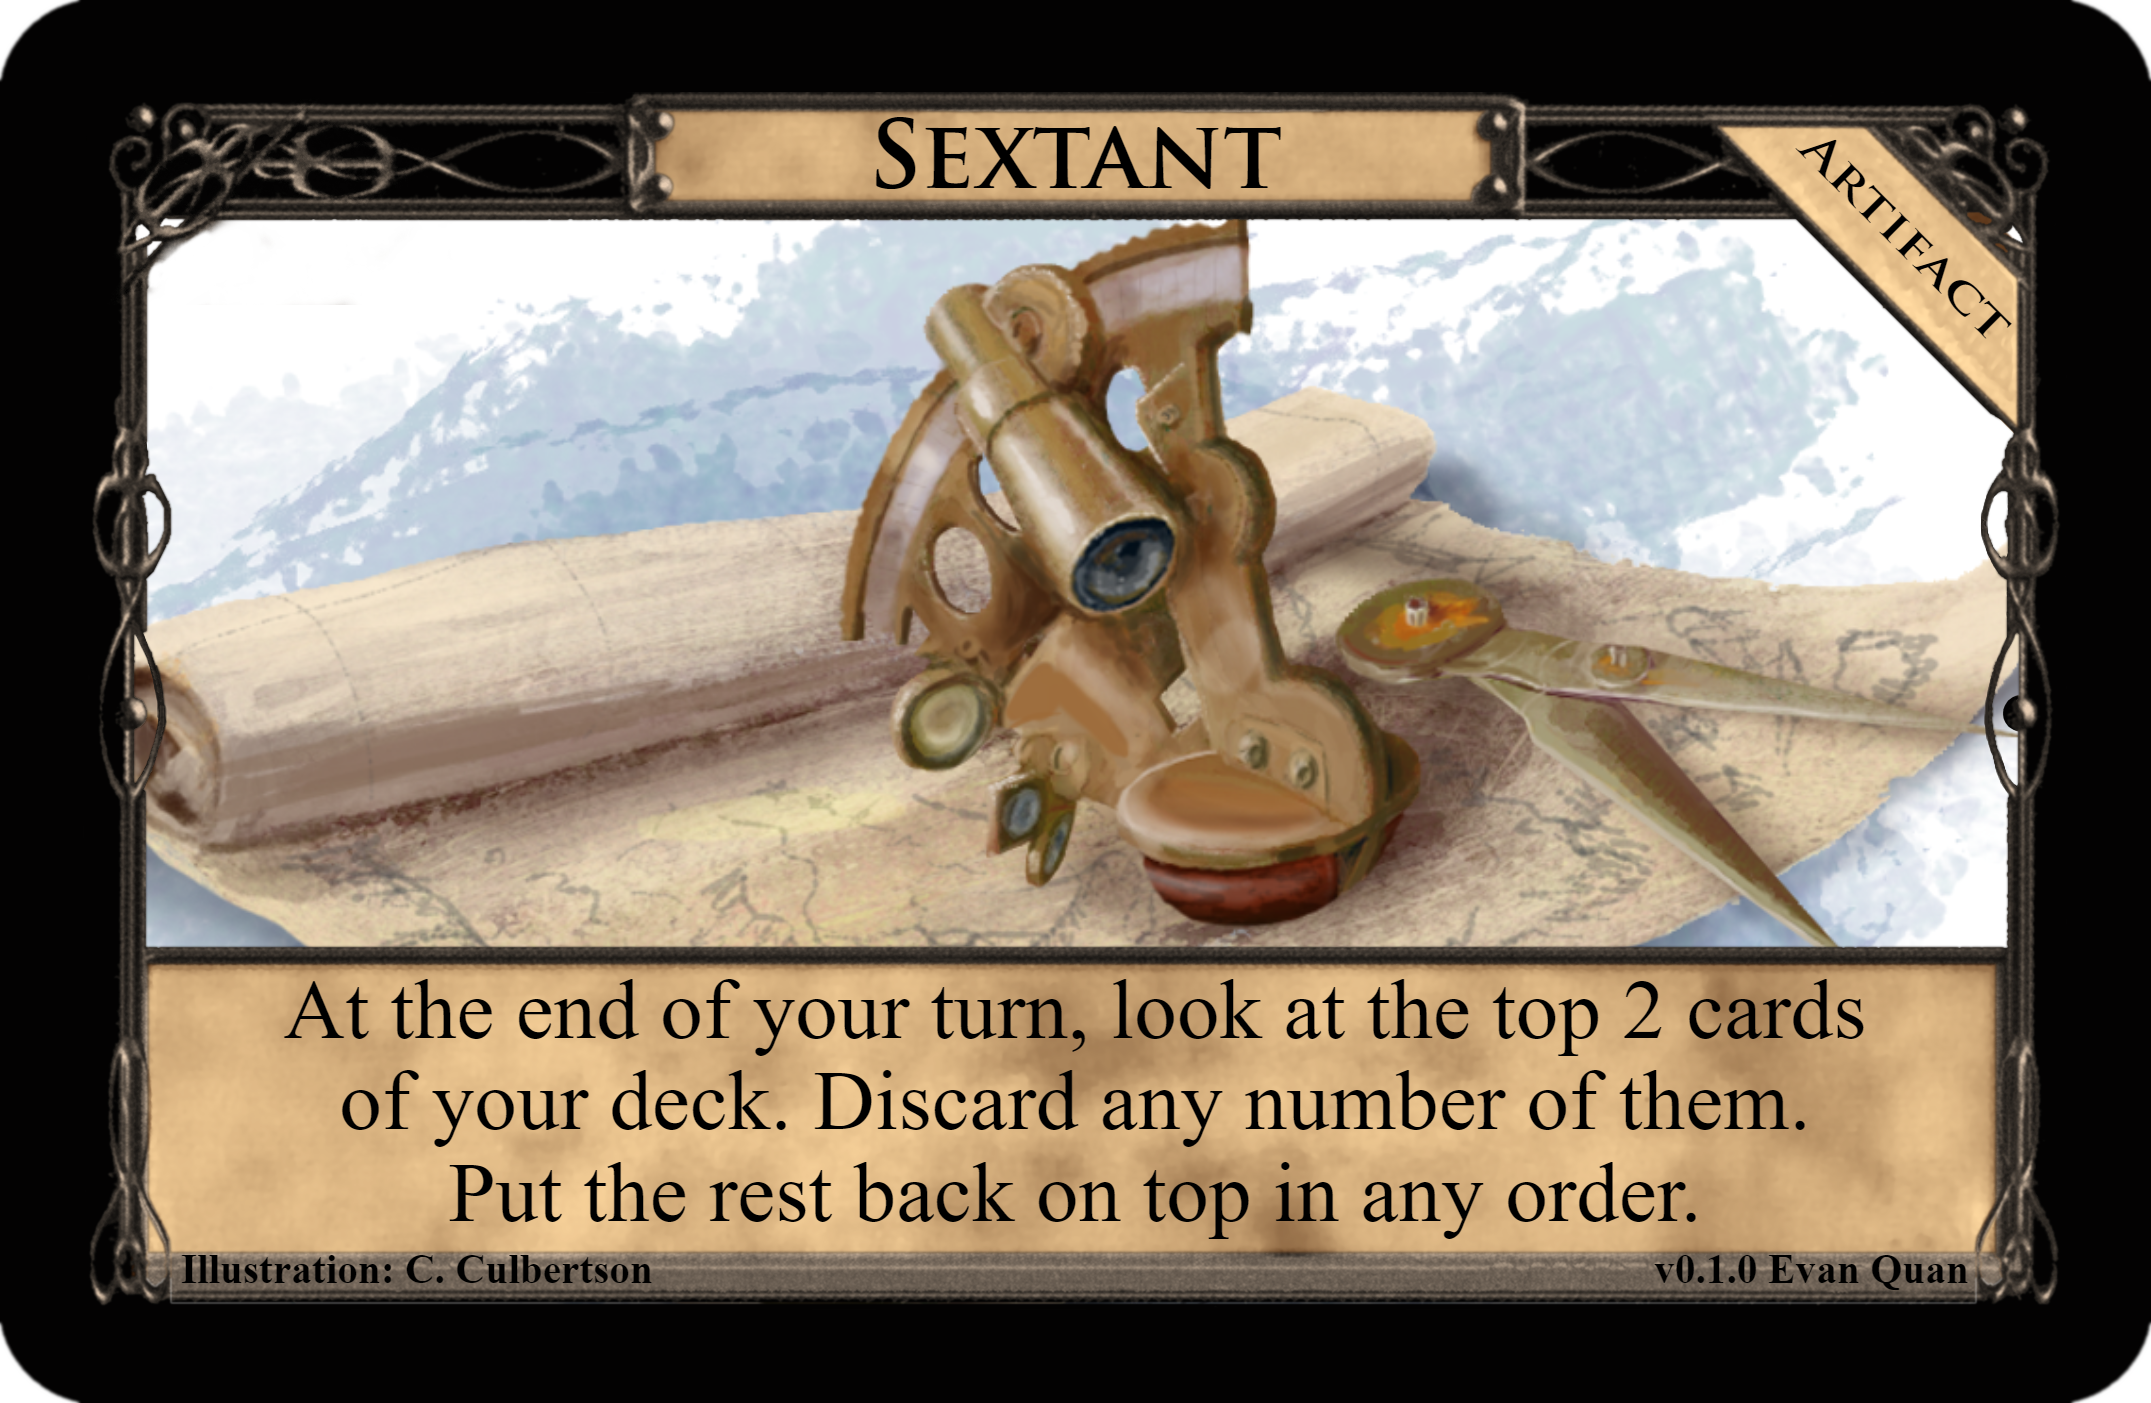 SEXTANT
ARTIFACT
At the end of your turn, look at the top 2 cards
of your deck. Discard any number of them.
Put the rest back on top in any order.
Illustration: C. Culbertson
v0.1.0 Evan Quan